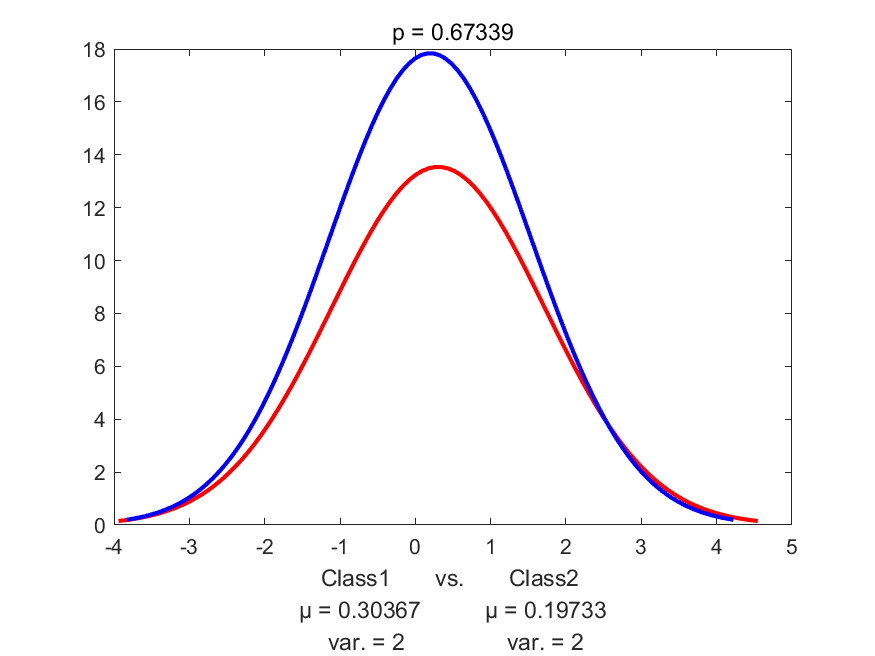 p = 0.67339
18
16
14
12
10
8
6
4
2
0
-4 -3 -2 -1 0 1 2 3 4 5
Class1 vs. Class2
μ = 0.30367 μ = 0.19733
var. = 2 var. = 2